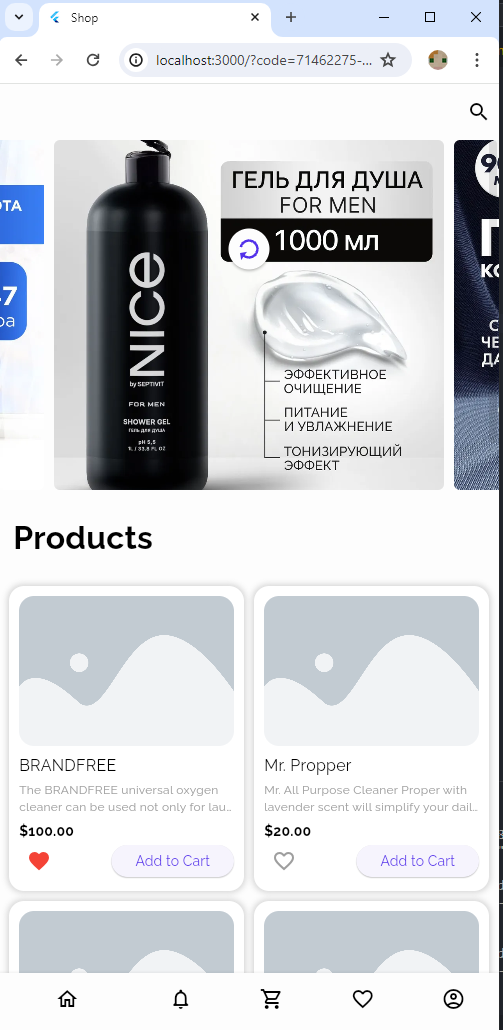 Shop
localhost:3000/?code=71462275-...
ОТА
47
ра
NICE
by SEPTIVIT
FOR MEN
SHOWER GEL
ГЕЛЬ ДЛЯ ДУША
pH 5,5
1L / 33.8 FL OZ
ГЕЛЬ ДЛЯ ДУША
FOR MEN
1000 мл
ЭФФЕКТИВНОЕ
ОЧИЩЕНИЕ
ПИТАНИЕ
И УВЛАЖНЕНИЕ
ТОНИЗИРУЮЩИЙ
ЭФФЕКТ
КО
ЧЕ
ДА
Products
BRANDFREE
The BRANDFREE universal oxygen
cleaner can be used not only for lau...
$100.00
Add to Cart
Mr. Propper
Mr. All Purpose Cleaner Proper with
lavender scent will simplify your dail...
$20.00
Add to Cart